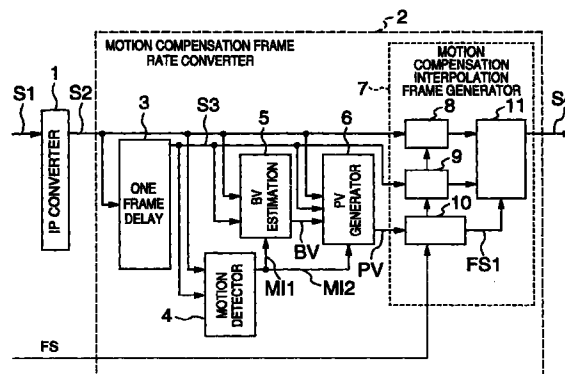 2
MOTION COMPENSATION FRAME
RATE CONVERTER
MOTION
COMPENSATION
INTERPOLATION
FRAME GENERATOR
7
1
S1
S2
IP CONVERTER
3
S3
ONE
FRAME
DELAY
5
BV
ESTIMATION
6
PV
GENERATOR
8
9
10
11
BV
PV
FS1
MOTION
DETECTOR
4
MI1
MI2
FS